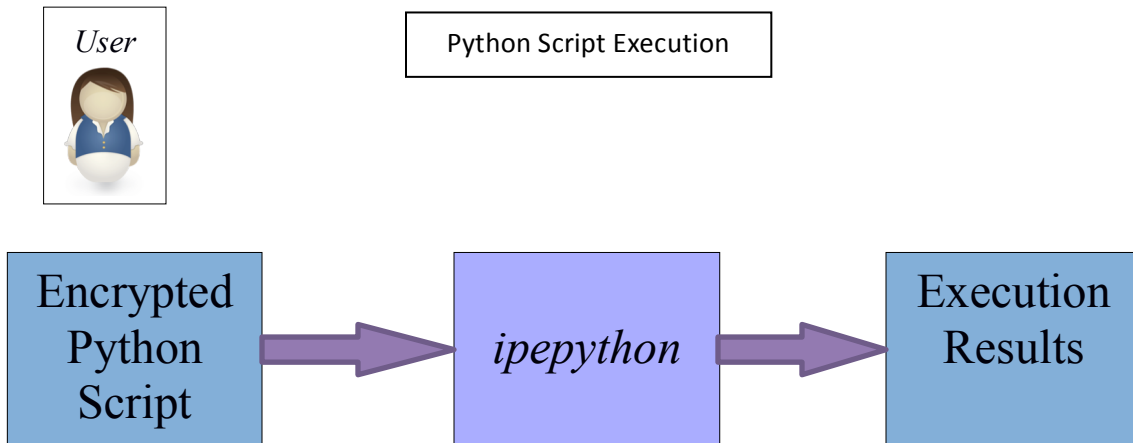 User
Python Script Execution
Encrypted
Python
Script
ipepython
Execution
Results